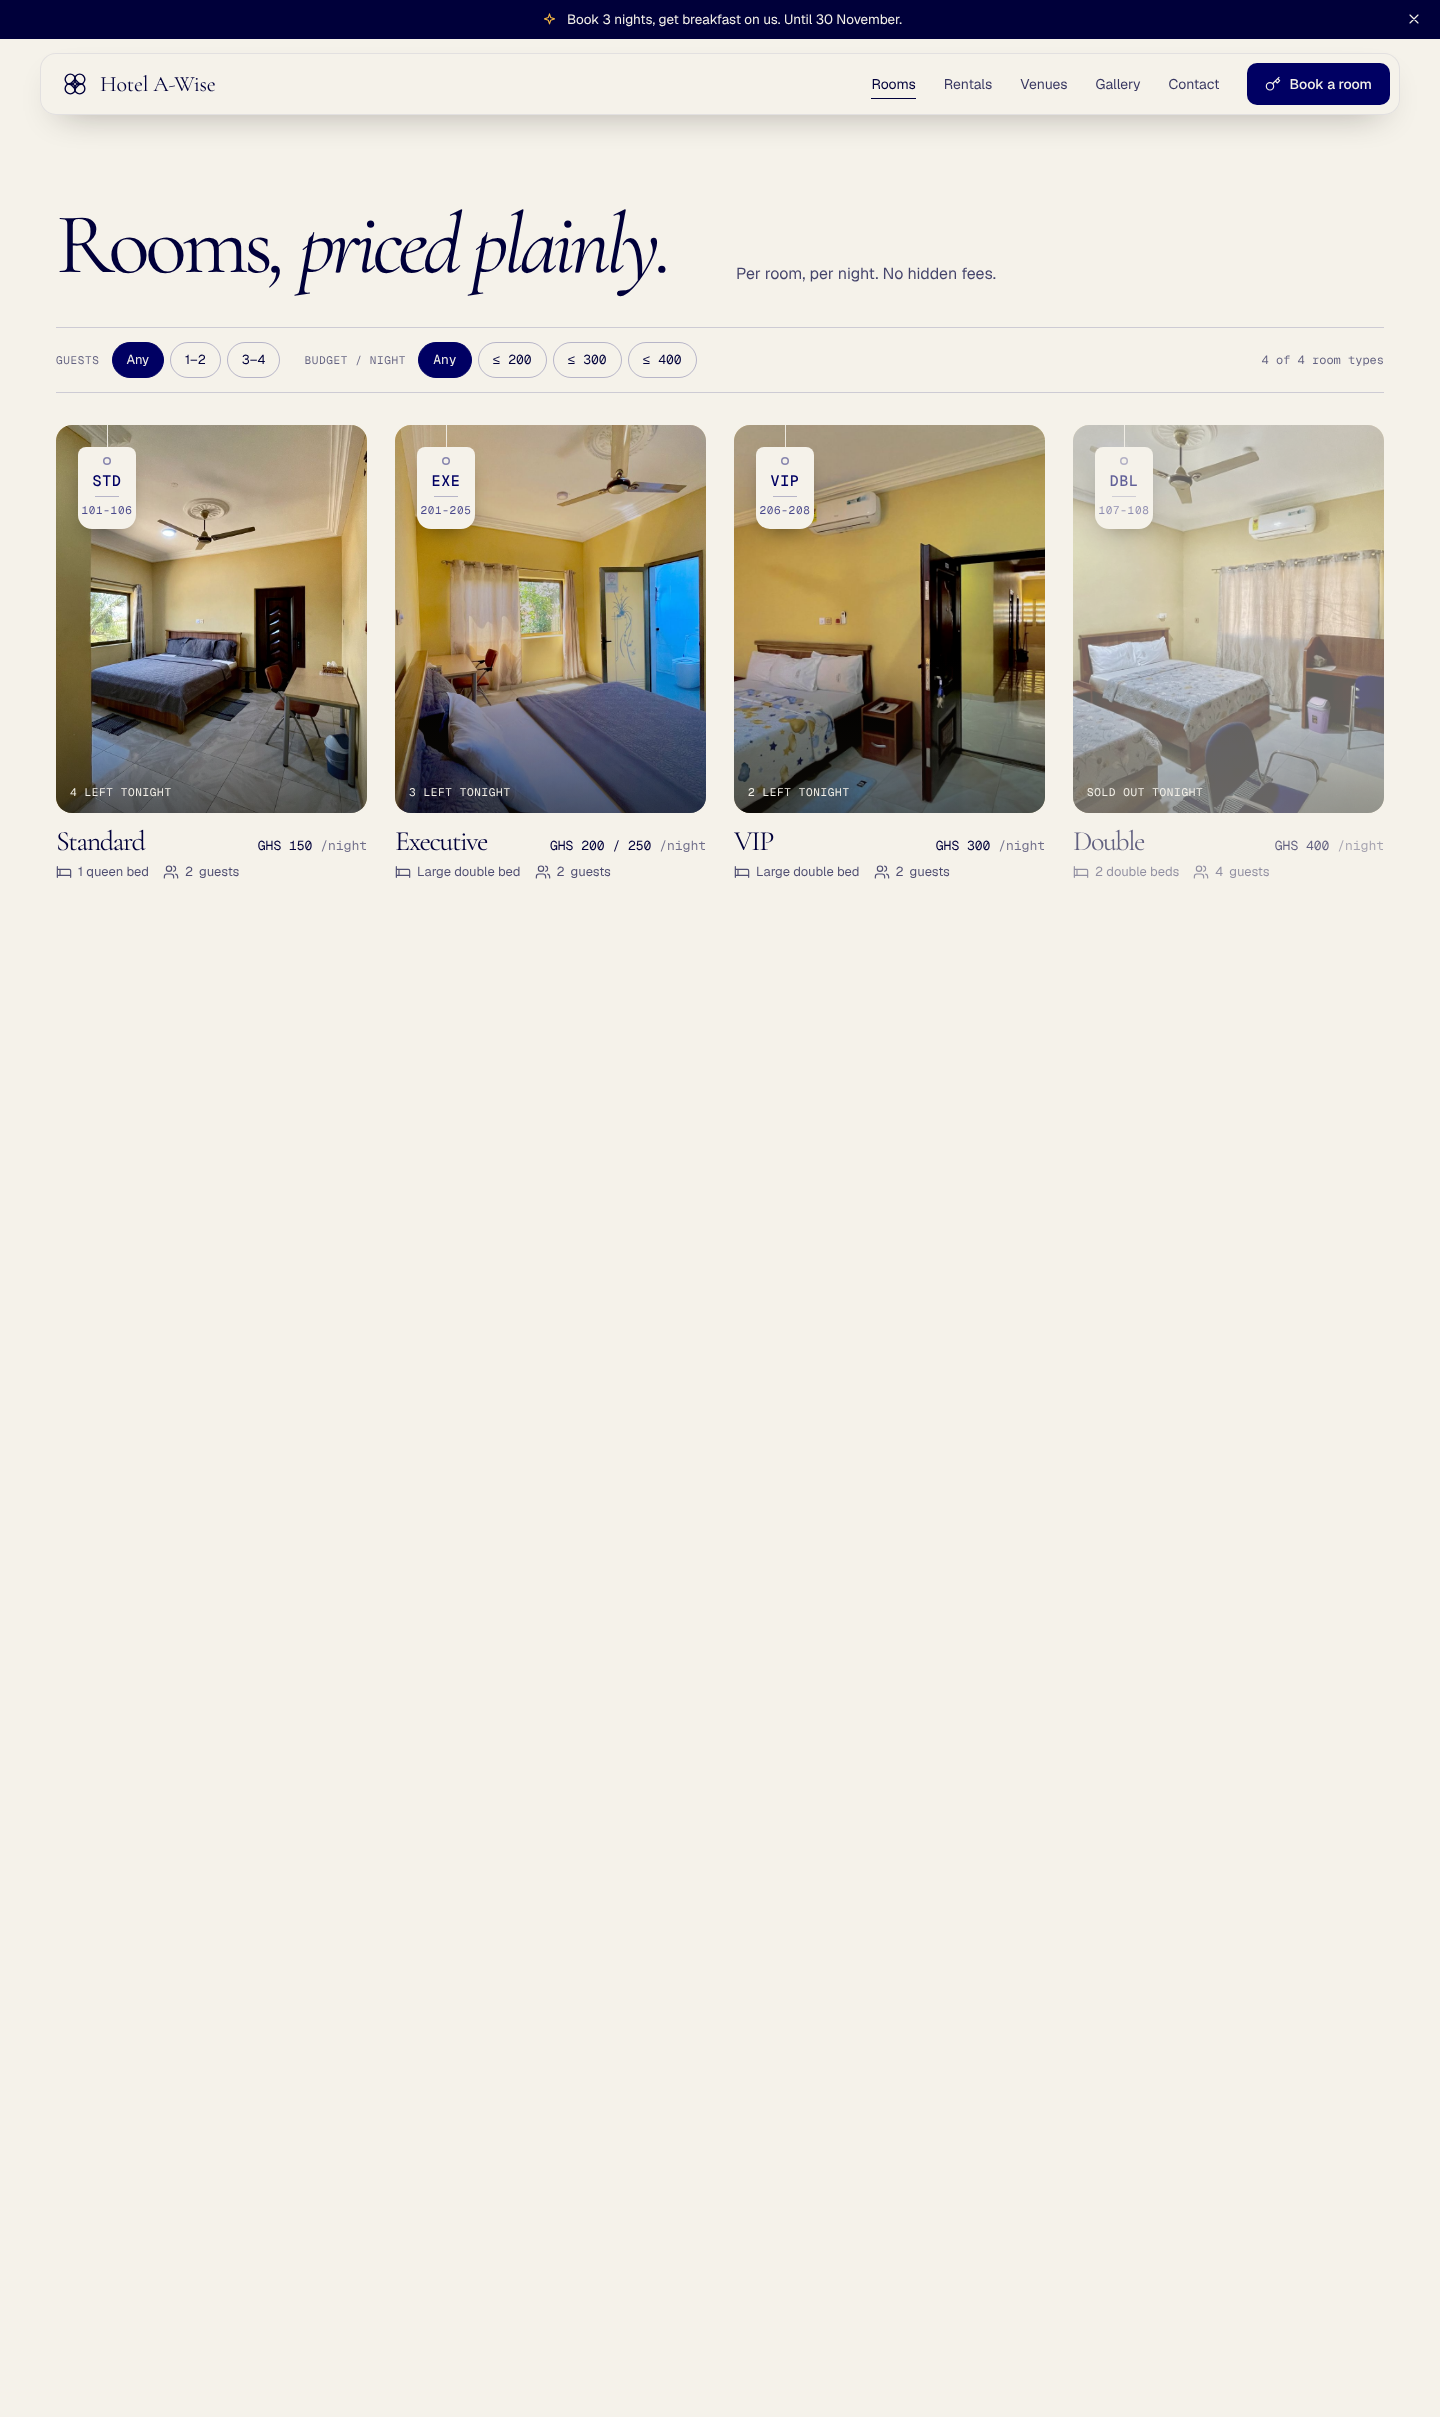 Book 3 nights, get breakfast on us. Until 30 November.
Hotel A-Wise
Rooms Rentals Venues Gallery Contact Book a room
Rooms, priced plainly.
Per room, per night. No hidden fees.
GUESTS Any 1–2 3–4 BUDGET / NIGHT Any ≤ 200 ≤ 300 ≤ 400 4 of 4 room types
STD
101-106
4 LEFT TONIGHT
Standard GHS 150 /night
1 queen bed 2 guests
EXE
201-205
3 LEFT TONIGHT
Executive GHS 200 / 250 /night
Large double bed 2 guests
VIP
206-208
2 LEFT TONIGHT
VIP GHS 300 /night
Large double bed 2 guests
DBL
107-108
SOLD OUT TONIGHT
Double GHS 400 /night
2 double beds 4 guests